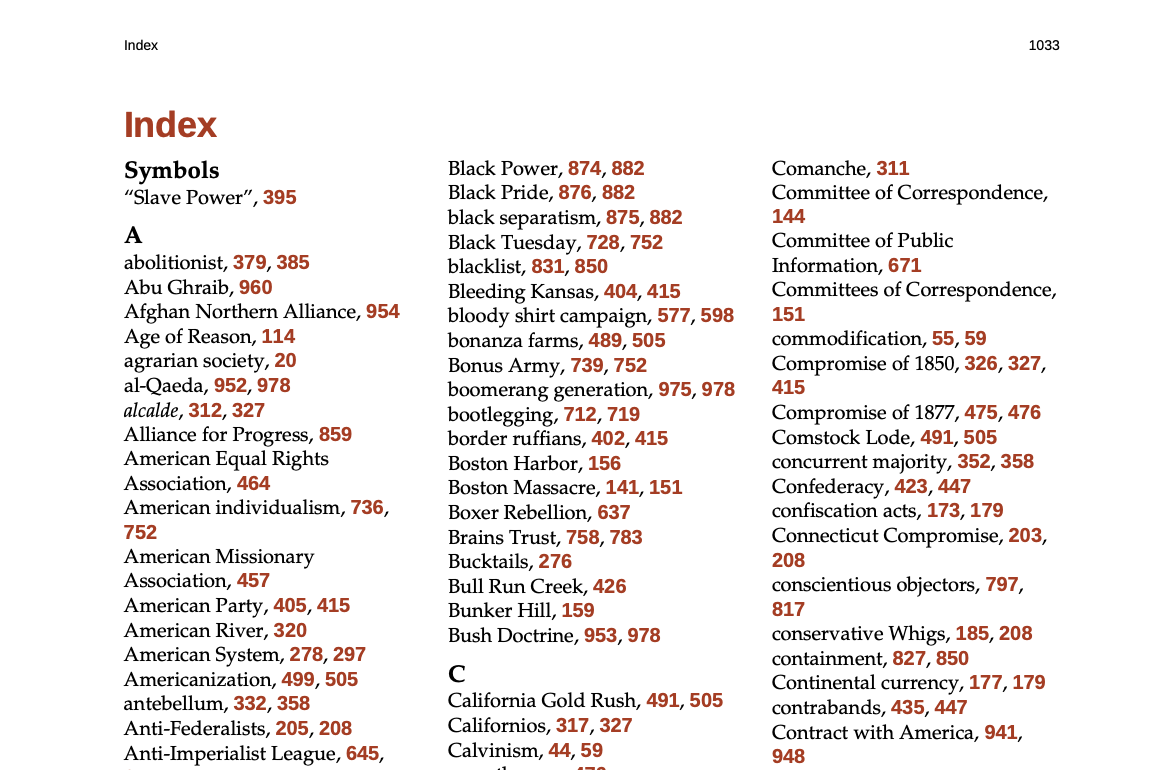 Index
1033
Index
Symbols
“Slave Power”, 395
A
abolitionist, 379, 385
Abu Ghraib, 960
Afghan Northern Alliance, 954
Age of Reason, 114
agrarian society, 20
al-Qaeda, 952, 978
alcalde, 312, 327
Alliance for Progress, 859
American Equal Rights
Association, 464
American individualism, 736,
752
American Missionary
Association, 457
American Party, 405, 415
American River, 320
American System, 278, 297
Americanization, 499, 505
antebellum, 332, 358
Anti-Federalists, 205, 208
Anti-Imperialist League, 645,
Black Power, 874, 882
Black Pride, 876, 882
black separatism, 875, 882
Black Tuesday, 728, 752
blacklist, 831, 850
Bleeding Kansas, 404, 415
bloody shirt campaign, 577, 598
bonanza farms, 489, 505
Bonus Army, 739, 752
boomerang generation, 975, 978
bootlegging, 712, 719
border ruffians, 402, 415
Boston Harbor, 156
Boston Massacre, 141, 151
Boxer Rebellion, 637
Brains Trust, 758, 783
Bucktails, 276
Bull Run Creek, 426
Bunker Hill, 159
Bush Doctrine, 953, 978
C
California Gold Rush, 491, 505
Californios, 317, 327
Calvinism, 44, 59
Comanche, 311
Committee of Correspondence,
144
Committee of Public
Information, 671
Committees of Correspondence,
151
commodification, 55, 59
Compromise of 1850, 326, 327,
415
Compromise of 1877, 475, 476
Comstock Lode, 491, 505
concurrent majority, 352, 358
Confederacy, 423, 447
confiscation acts, 173, 179
Connecticut Compromise, 203,
208
conscientious objectors, 797,
817
conservative Whigs, 185, 208
containment, 827, 850
Continental currency, 177, 179
contrabands, 435, 447
Contract with America, 941,
948